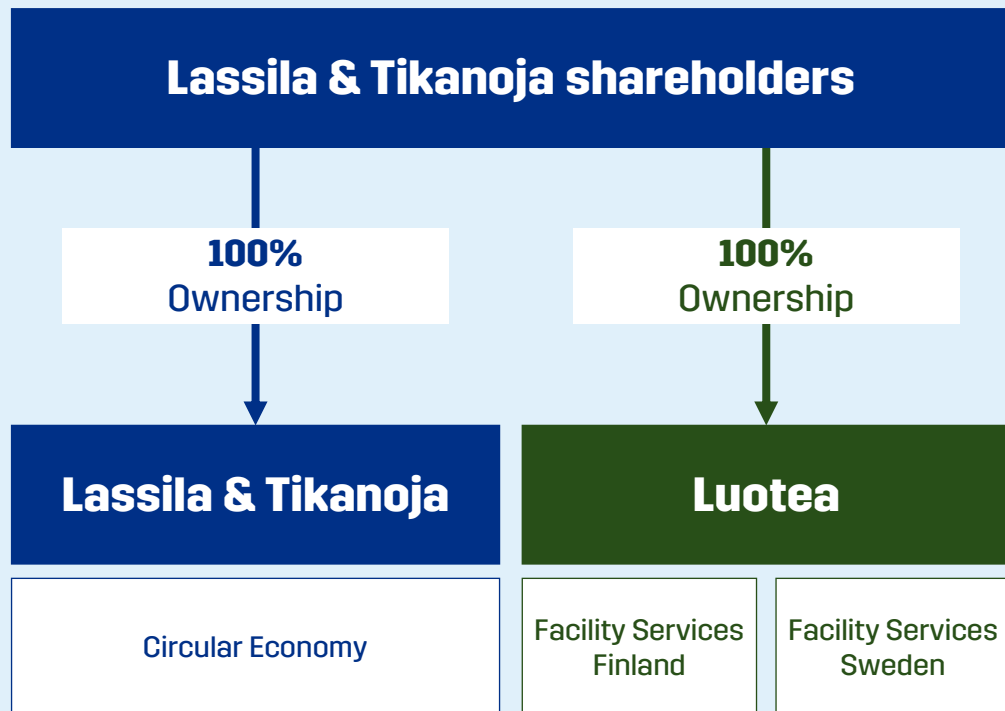 Lassila & Tikanoja shareholders
100%
Ownership
100%
Ownership
Lassila & Tikanoja
Luotea
Circular Economy
Facility Services
Finland
Facility Services
Sweden